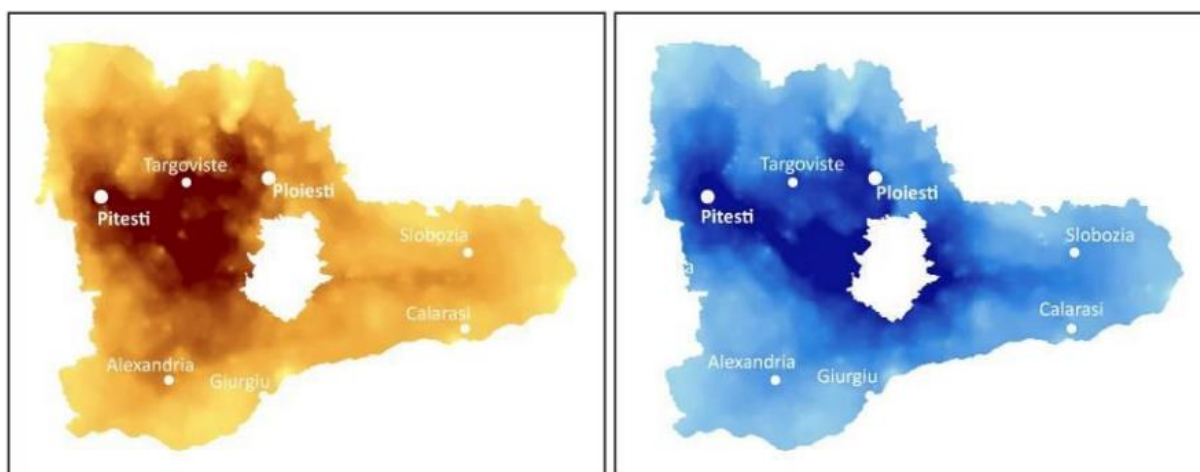 Targoviste
Ploiesti
Pitesti
Slobozia
Calarasi
Alexandria
Giurgiu
Targoviste
Ploiesti
Pitesti
Slobozia
a
Calarasi
Alexandria
Giurgiu